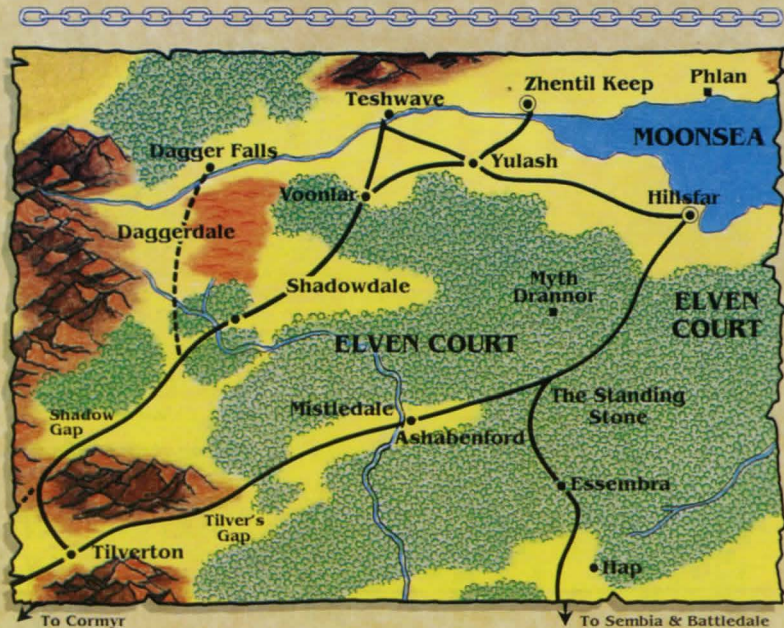 Zhentil Keep
Phlan
Teshwave
MOONSEA
Dagger Falls
Yulash
Voonlar
Hillsfar
Daggerdale
Shadowdale
Myth
Drannor
ELVEN
COURT
ELVEN COURT
The Standing
Stone
Mistledale
Shadow
Gap
Ashabenford
Essembra
Tilver's
Gap
Tilverton
Hap
To Cormyr
To Sembia & Battledale